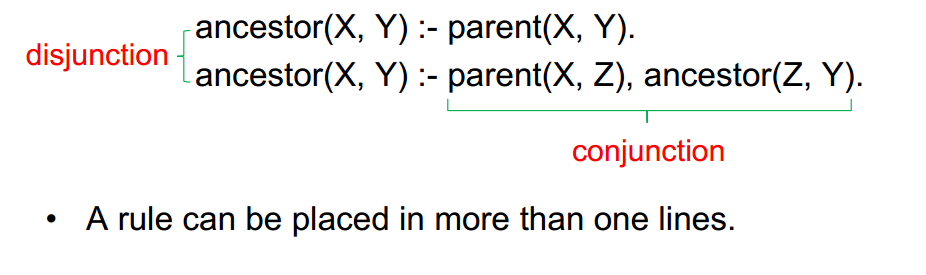 ancestor(X, Y) :- parent(X, Y).
disjunction
ancestor(X, Y) :- parent(X, Z), ancestor(Z, Y).
conjunction
• A rule can be placed in more than one lines.